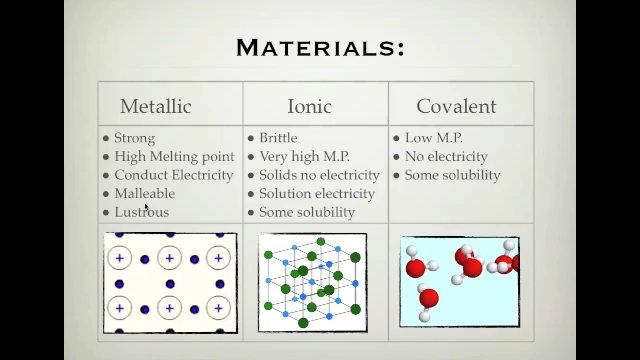 MATERIALS:
Metallic
Ionic
Covalent
• Strong
• High Melting point
• Conduct Electricity
• Malleable
• Lustrous
• Brittle
• Very high M.P.
• Solids no electricity
• Solution electricity
• Some solubility
• Low M.P.
• No electricity
• Some solubility
+ + +
+ + +